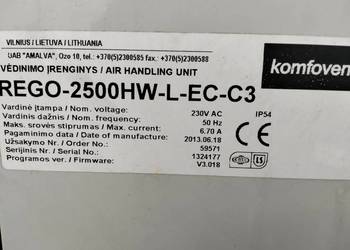 VILNIUS / LIETUVA / LITHUANIA
UAB "AMALVA", Ozo 10, tel.: +370(5)2300585 fax.: +370(5)2300588
komfovent
VĖDINIMO ĮRENGINYS / AIR HANDLING UNIT
REGO-2500HW-L-EC-C3
Vardinė įtampa / Nom. voltage: 230V AC IP54
Vardinis dažnis / Nom. frequency: 50 Hz
Maks. srovės stiprumas / Max. current: 6.70 A
Pagaminimo data / Date of manufact.: 2013.06.18
Užsakymo Nr. / Order No.: 59571
Serijinis Nr. / Serial No.: 1324177
Programos ver. / Firmware: V3.018